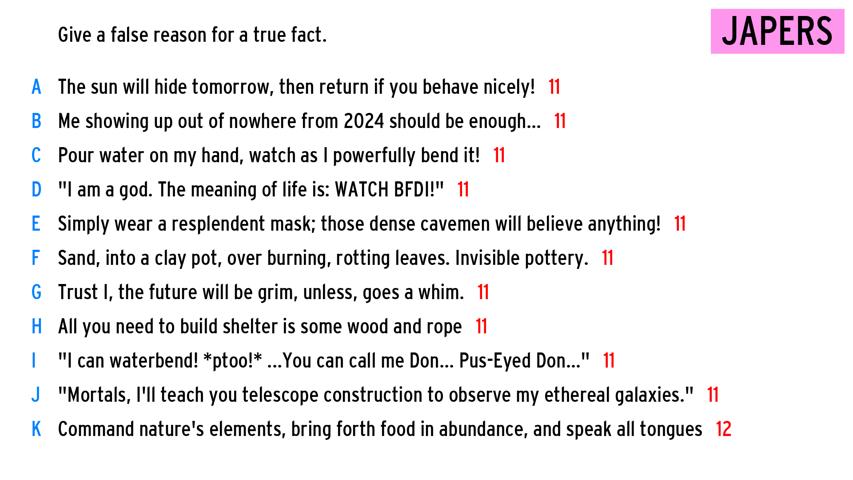 Give a false reason for a true fact.
JAPERS
A The sun will hide tomorrow, then return if you behave nicely! 11
B Me showing up out of nowhere from 2024 should be enough... 11
C Pour water on my hand, watch as I powerfully bend it! 11
D "I am a god. The meaning of life is: WATCH BFDI!" 11
E Simply wear a resplendent mask; those dense cavemen will believe anything! 11
F Sand, into a clay pot, over burning, rotting leaves. Invisible pottery. 11
G Trust I, the future will be grim, unless, goes a whim. 11
H All you need to build shelter is some wood and rope 11
I "I can waterbend! *ptoo!* ...You can call me Don... Pus-Eyed Don..." 11
J "Mortals, I'll teach you telescope construction to observe my ethereal galaxies." 11
K Command nature's elements, bring forth food in abundance, and speak all tongues 12